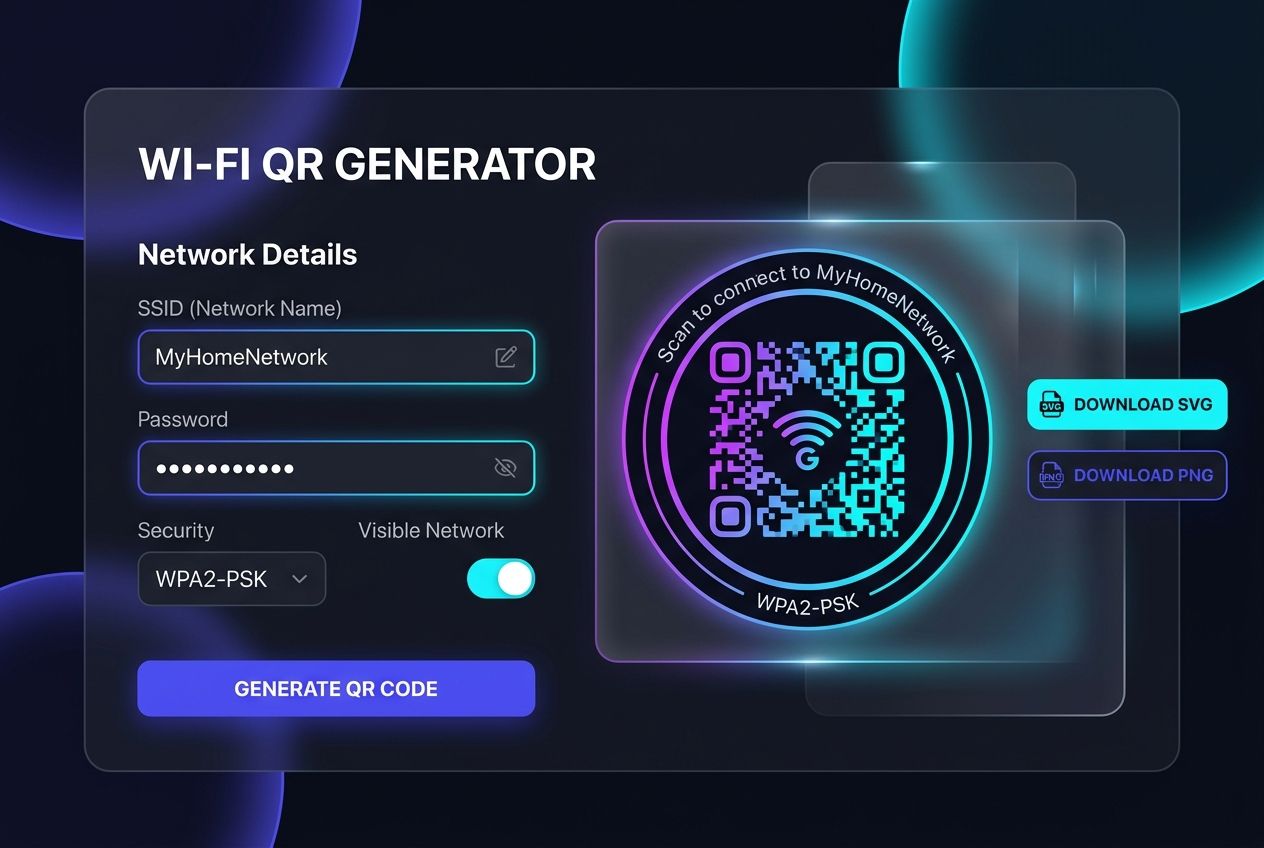 WI-FI QR GENERATOR
Network Details
SSID (Network Name)
MyHomeNetwork
Password
Security
Visible Network
WPA2-PSK
GENERATE QR CODE
Scan to connect to MyHomeNetwork
G
WPA2-PSK
SVG
DOWNLOAD SVG
DOWNLOAD PNG